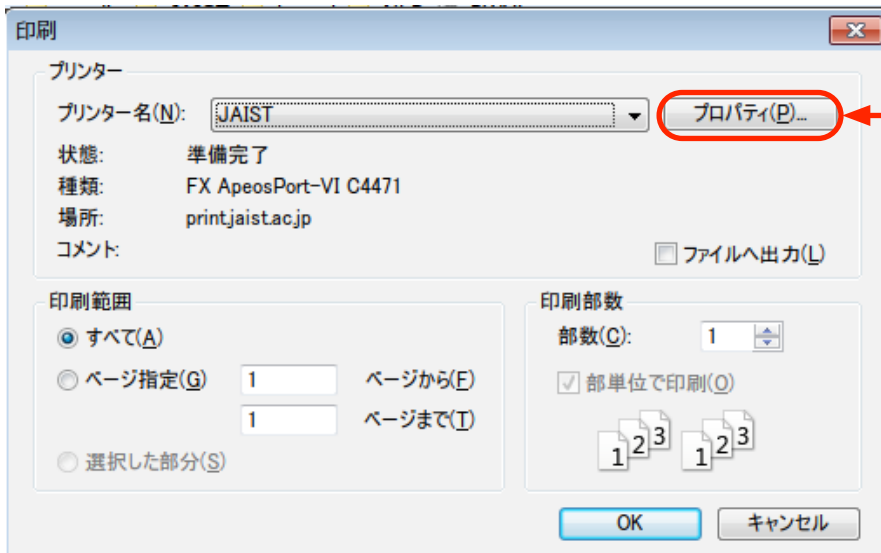 印刷
プリンター
プリンター名(N): JAIST プロパティ(P)...
状態: 準備完了
種類: FX ApeosPort-VI C4471
場所: print.jaist.ac.jp
コメント: ファイルへ出力(L)
印刷範囲
すべて(A)
ページ指定(G) 1 ページから(F)
1 ページまで(T)
選択した部分(S)
印刷部数
部数(C): 1
部単位で印刷(O)
1 2 3 1 2 3
OK キャンセル